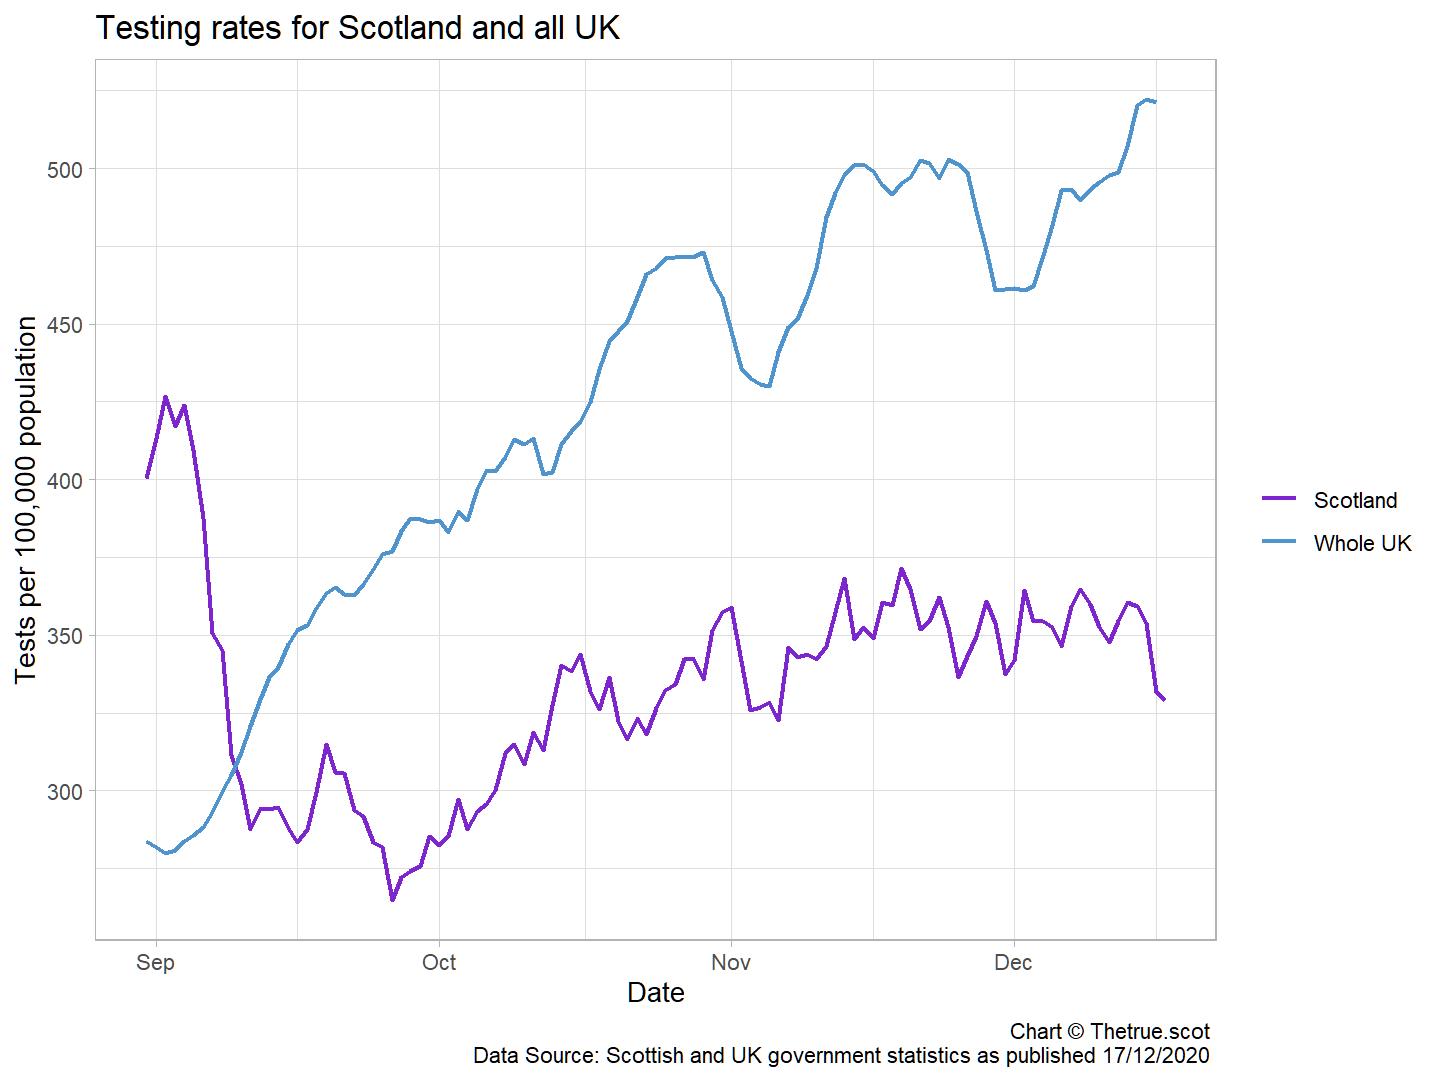 Testing rates for Scotland and all UK
Tests per 100,000 population
500
450
400
350
300
Sep
Oct
Nov
Dec
Date
Scotland
Whole UK
Chart © Thetrue.scot
Data Source: Scottish and UK government statistics as published 17/12/2020